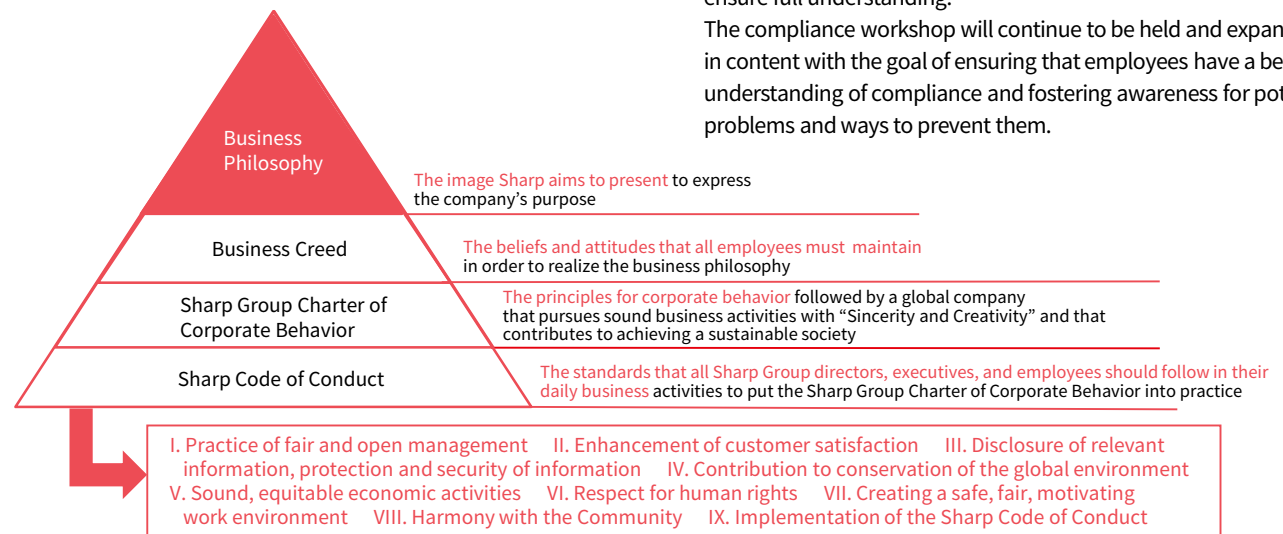 ensure full understanding.
The compliance workshop will continue to be held and expan
in content with the goal of ensuring that employees have a be
understanding of compliance and fostering awareness for pot
problems and ways to prevent them.
Business
Philosophy
The image Sharp aims to present to express
the company's purpose
Business Creed
The beliefs and attitudes that all employees must maintain
in order to realize the business philosophy
Sharp Group Charter of
Corporate Behavior
The principles for corporate behavior followed by a global company
that pursues sound business activities with “Sincerity and Creativity” and that
contributes to achieving a sustainable society
Sharp Code of Conduct
The standards that all Sharp Group directors, executives, and employees should follow in their
daily business activities to put the Sharp Group Charter of Corporate Behavior into practice
I. Practice of fair and open management II. Enhancement of customer satisfaction III. Disclosure of relevant
information, protection and security of information IV. Contribution to conservation of the global environment
V. Sound, equitable economic activities VI. Respect for human rights VII. Creating a safe, fair, motivating
work environment VIII. Harmony with the Community IX. Implementation of the Sharp Code of Conduct